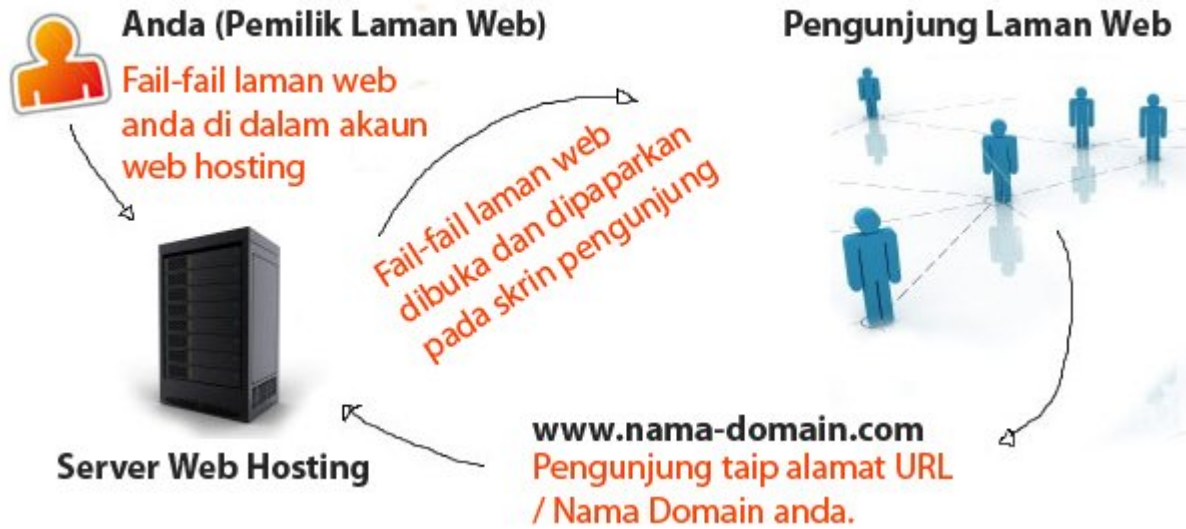 Anda (Pemilik Laman Web)
Fail-fail laman web
anda di dalam akaun
web hosting
Pengunjung Laman Web
Fail-fail laman web
dibuka dan dipaparkan
pada skrin pengunjung
Server Web Hosting
www.nama-domain.com
Pengunjung taip alamat URL
/ Nama Domain anda.